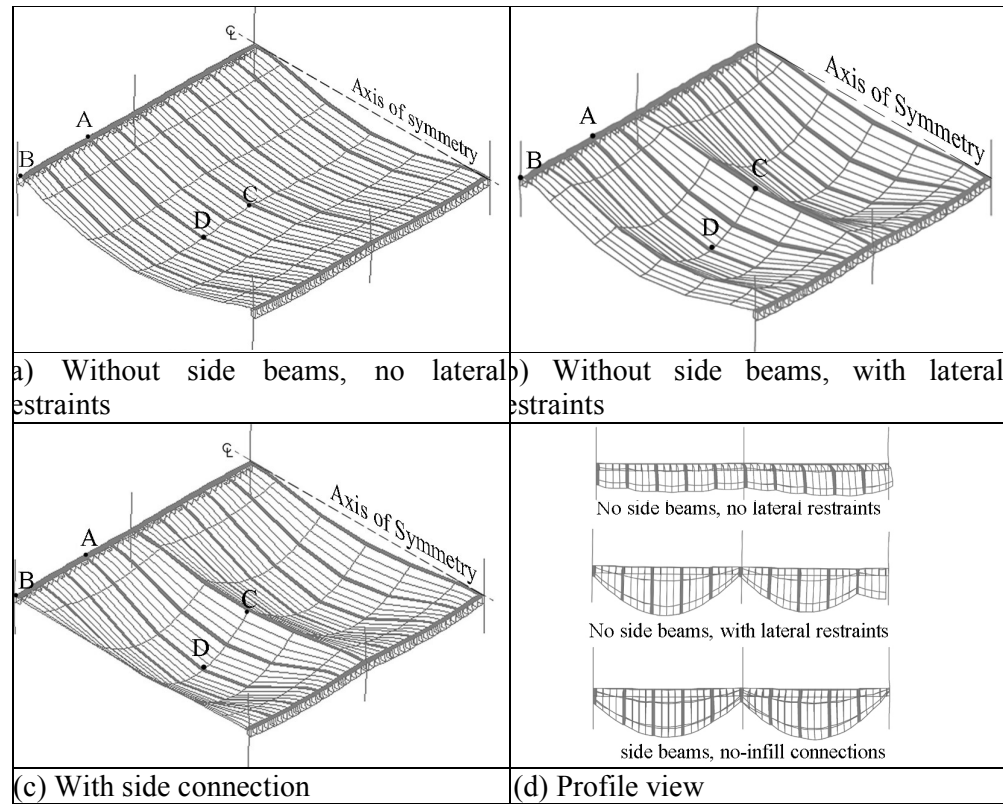 ℄
Axis of symmetry
A
B
C
D
Axis of Symmetry
A
B
C
D
a) Without side beams, no lateral
estraints
b) Without side beams, with lateral
estraints
℄
Axis of Symmetry
A
B
C
D
No side beams, no lateral restraints
No side beams, with lateral restraints
side beams, no-infill connections
(c) With side connection
(d) Profile view